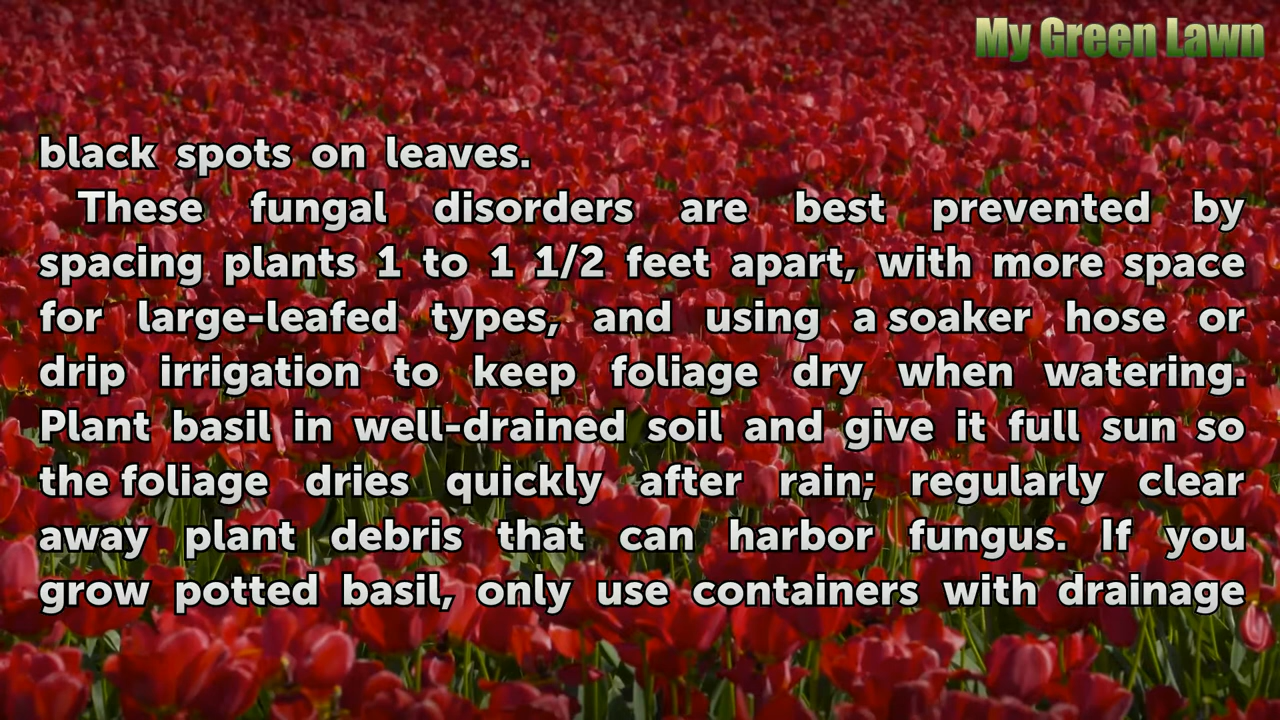 My Green Lawn
black spots on leaves.
These fungal disorders are best prevented by
spacing plants 1 to 1 1/2 feet apart, with more space
for large-leafed types, and using a soaker hose or
drip irrigation to keep foliage dry when watering.
Plant basil in well-drained soil and give it full sun so
the foliage dries quickly after rain; regularly clear
away plant debris that can harbor fungus. If you
grow potted basil, only use containers with drainage